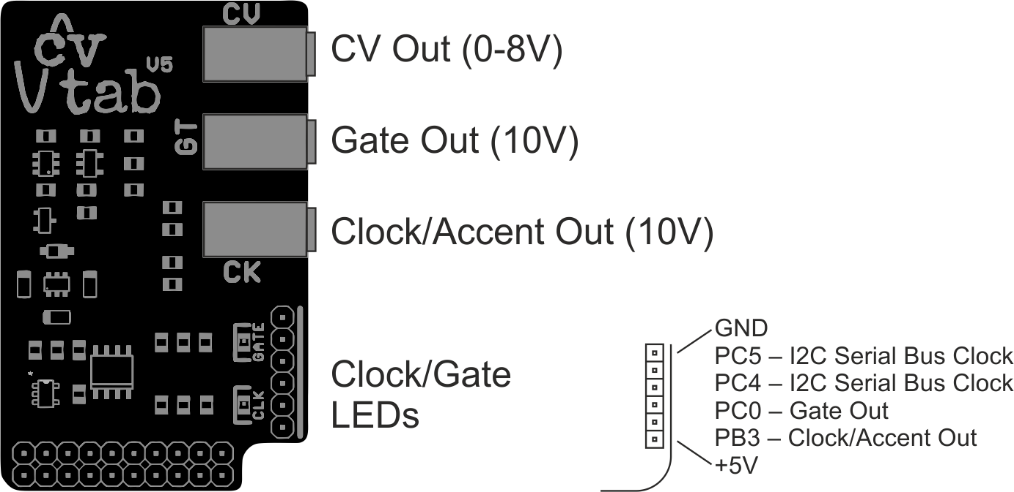 CV
cv
Vtab
V5
CV Out (0-8V)
GT
Gate Out (10V)
Clock/Accent Out (10V)
CK
GATE
CLK
Clock/Gate
LEDs
*
GND
PC5 – I2C Serial Bus Clock
PC4 – I2C Serial Bus Clock
PC0 – Gate Out
PB3 – Clock/Accent Out
+5V